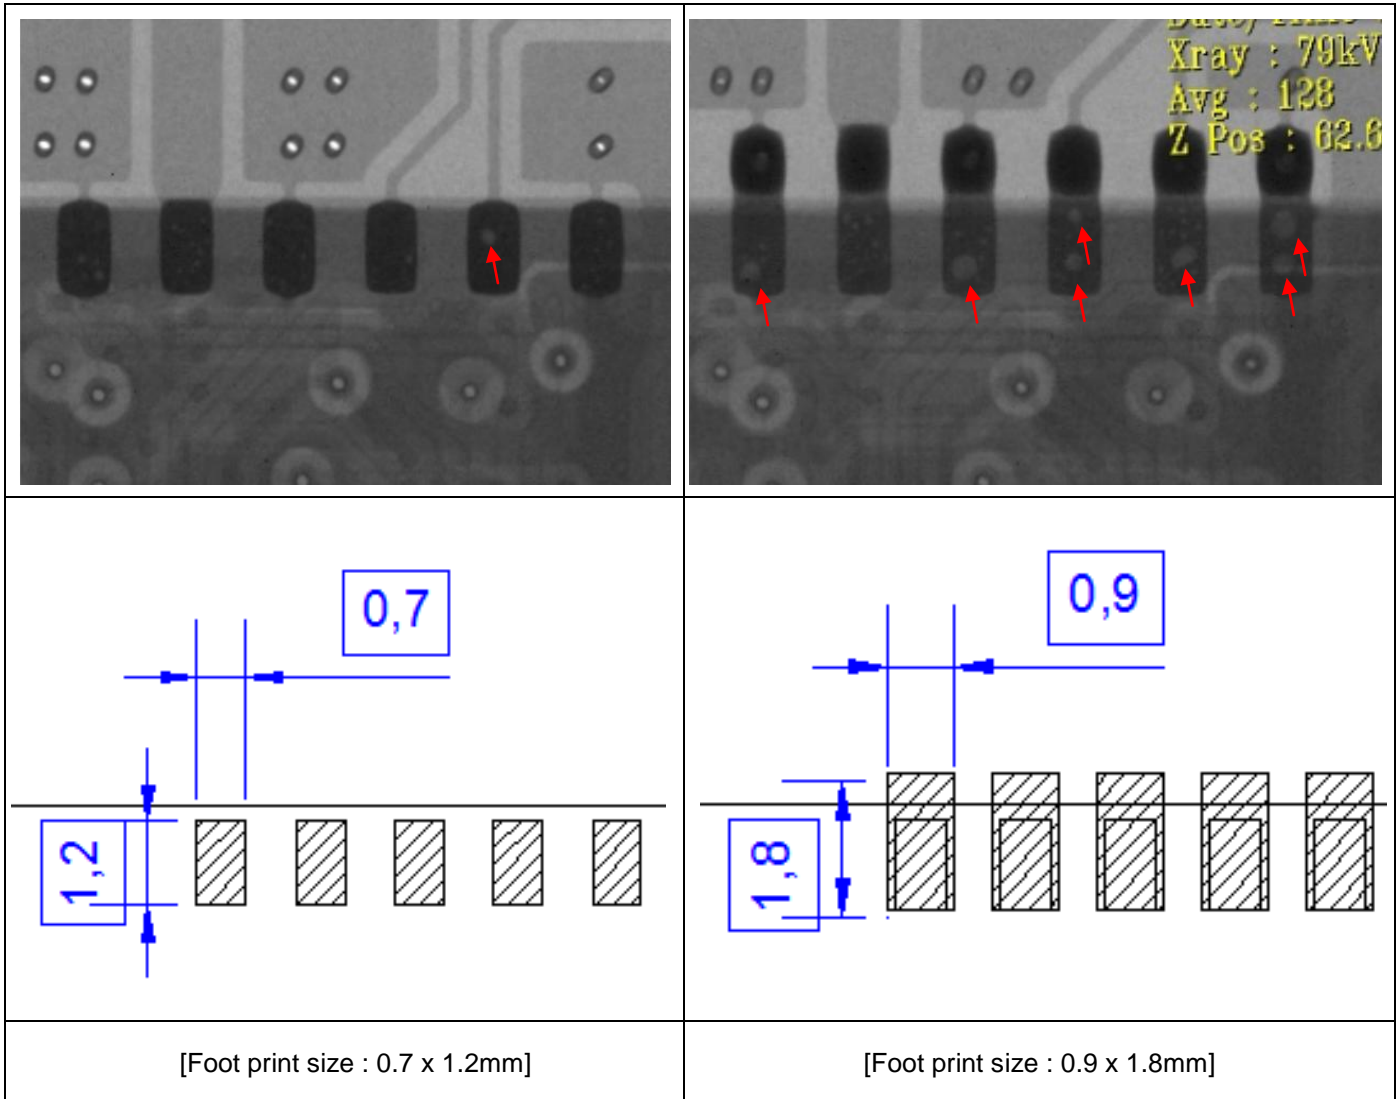 Xray : 79kV
Avg : 128
Z Pos : 62.6
0,7
1,2
0,9
1,8
[Foot print size : 0.7 x 1.2mm]
[Foot print size : 0.9 x 1.8mm]